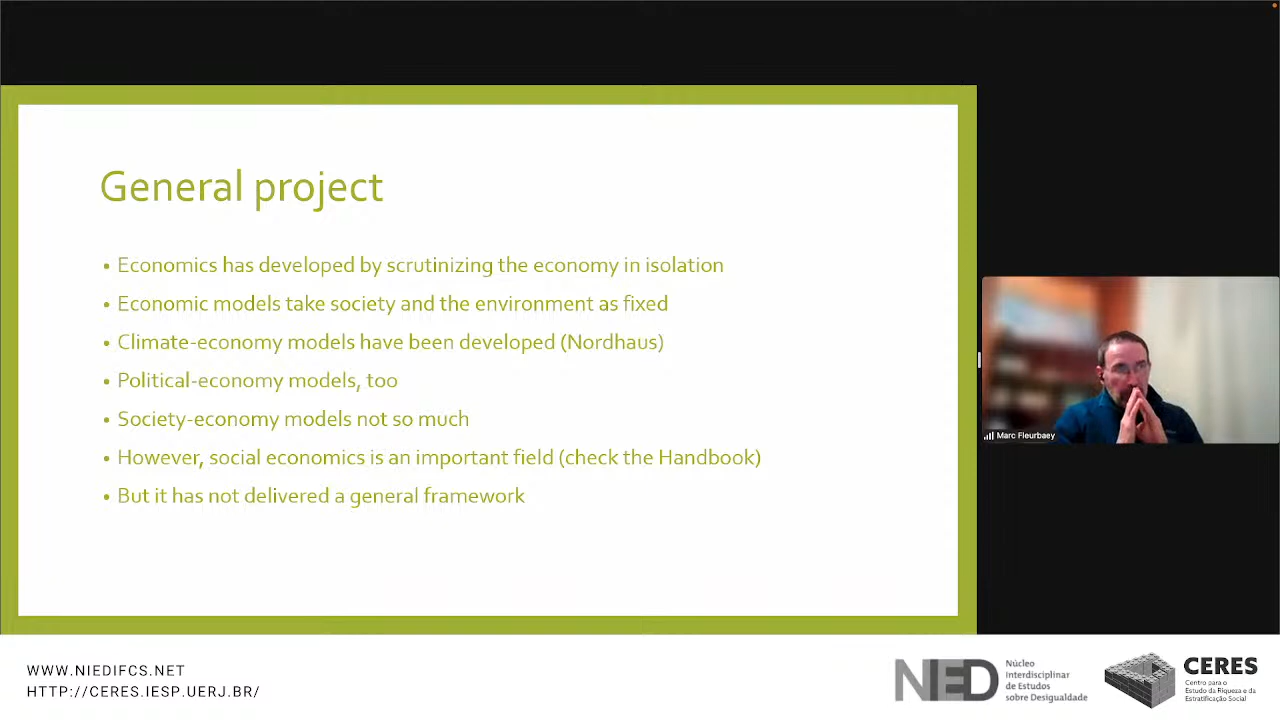 General project
• Economics has developed by scrutinizing the economy in isolation
• Economic models take society and the environment as fixed
• Climate-economy models have been developed (Nordhaus)
• Political-economy models, too
• Society-economy models not so much
• However, social economics is an important field (check the Handbook)
• But it has not delivered a general framework
Marc Fleurbaey
WWW.NIEDIFCS.NET
HTTP://CERES.IESP.UERJ.BR/
NIED
Núcleo
Interdisciplinar
de Estudos
sobre Desigualdade
CERES
Centro para o
Estudo da Riqueza e da
Estratificação Social